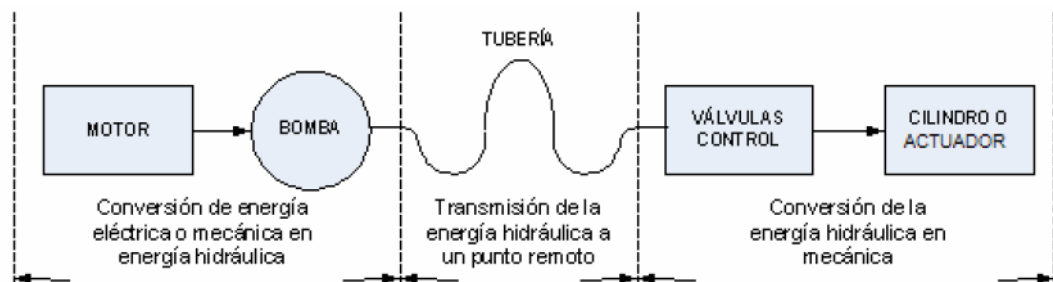 TUBERÍA
MOTOR
BOMBA
VÁLVULAS
CONTROL
CILINDRO O
ACTUADOR
Conversión de energía
eléctrica o mecánica en
energía hidráulica
Transmisión de la
energía hidráulica a
un punto remoto
Conversión de la
energía hidráulica en
mecánica